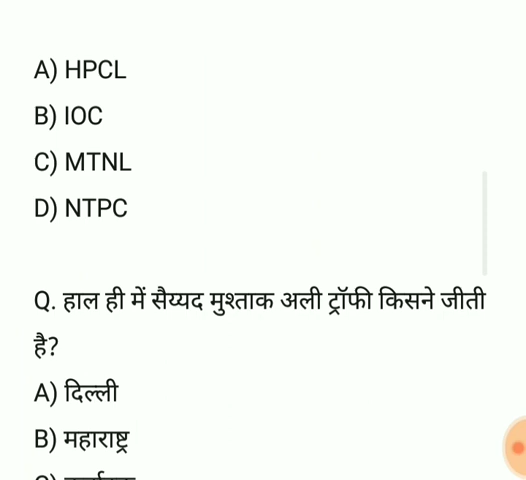 A) HPCL
B) IOC
C) MTNL
D) NTPC
Q. हाल ही में सैय्यद मुश्ताक अली ट्रॉफी किसने जीती
है?
A) दिल्ली
B) महाराष्ट्र